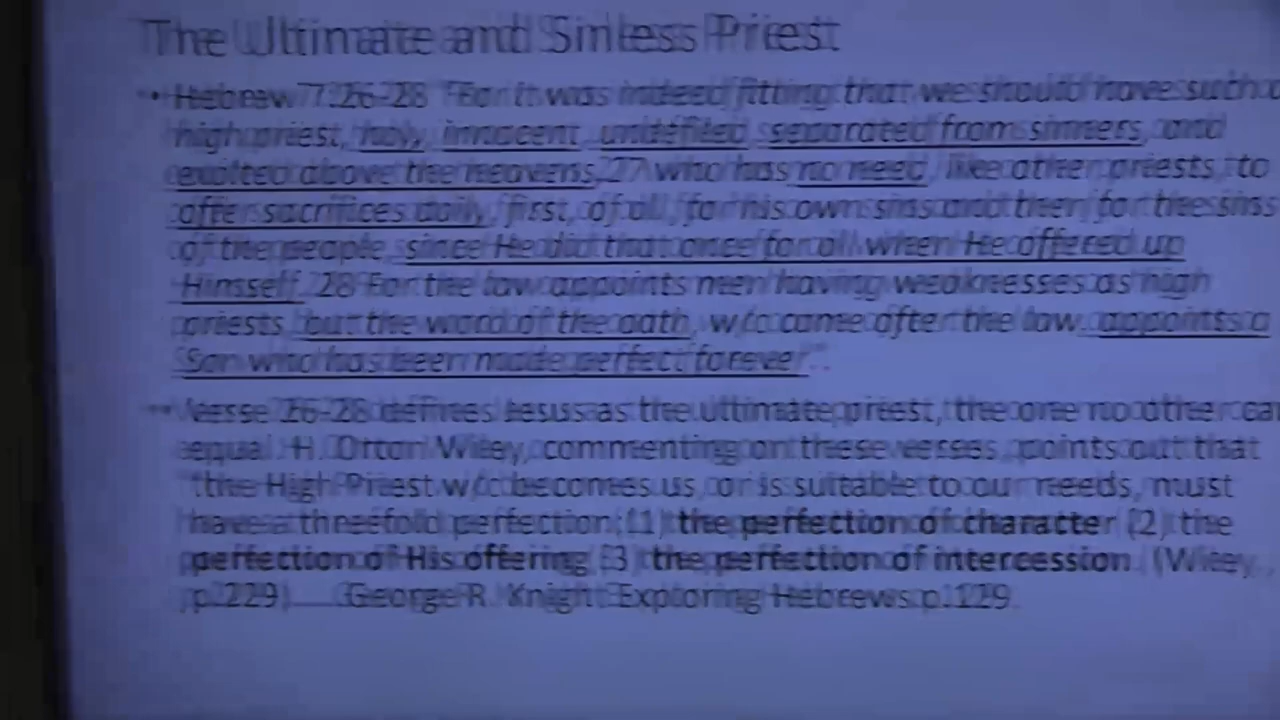 The Ultimate and Sinless Priest
• Hebrew 7:26-28 "For it was indeed fitting that we should have such a
high priest, holy, innocent, undefiled, separated from sinners, and
exalted above the heavens, 27 who has no need, like other priests, to
offer sacrifices daily, first, of all, for his own sins and then for the sins
of the people, since He did that once for all when He offered up
Himself. 28 For the law appoints men having weaknesses as high
priests, but the word of the oath, w/c came after the law, appoints a
Son who has been made perfect forever".
• Verse 26-28 defines Jesus as the ultimate priest, the one no other can
equal. H. Orton Wiley, commenting on these verses, points out that
"the High Priest w/c becomes us, or is suitable to our needs, must
have a threefold perfection: (1) the perfection of character (2) the
perfection of His offering (3 the perfection of intercession. (Wiley,
p. 229) George R. Knight Exploring Hebrews p.129.